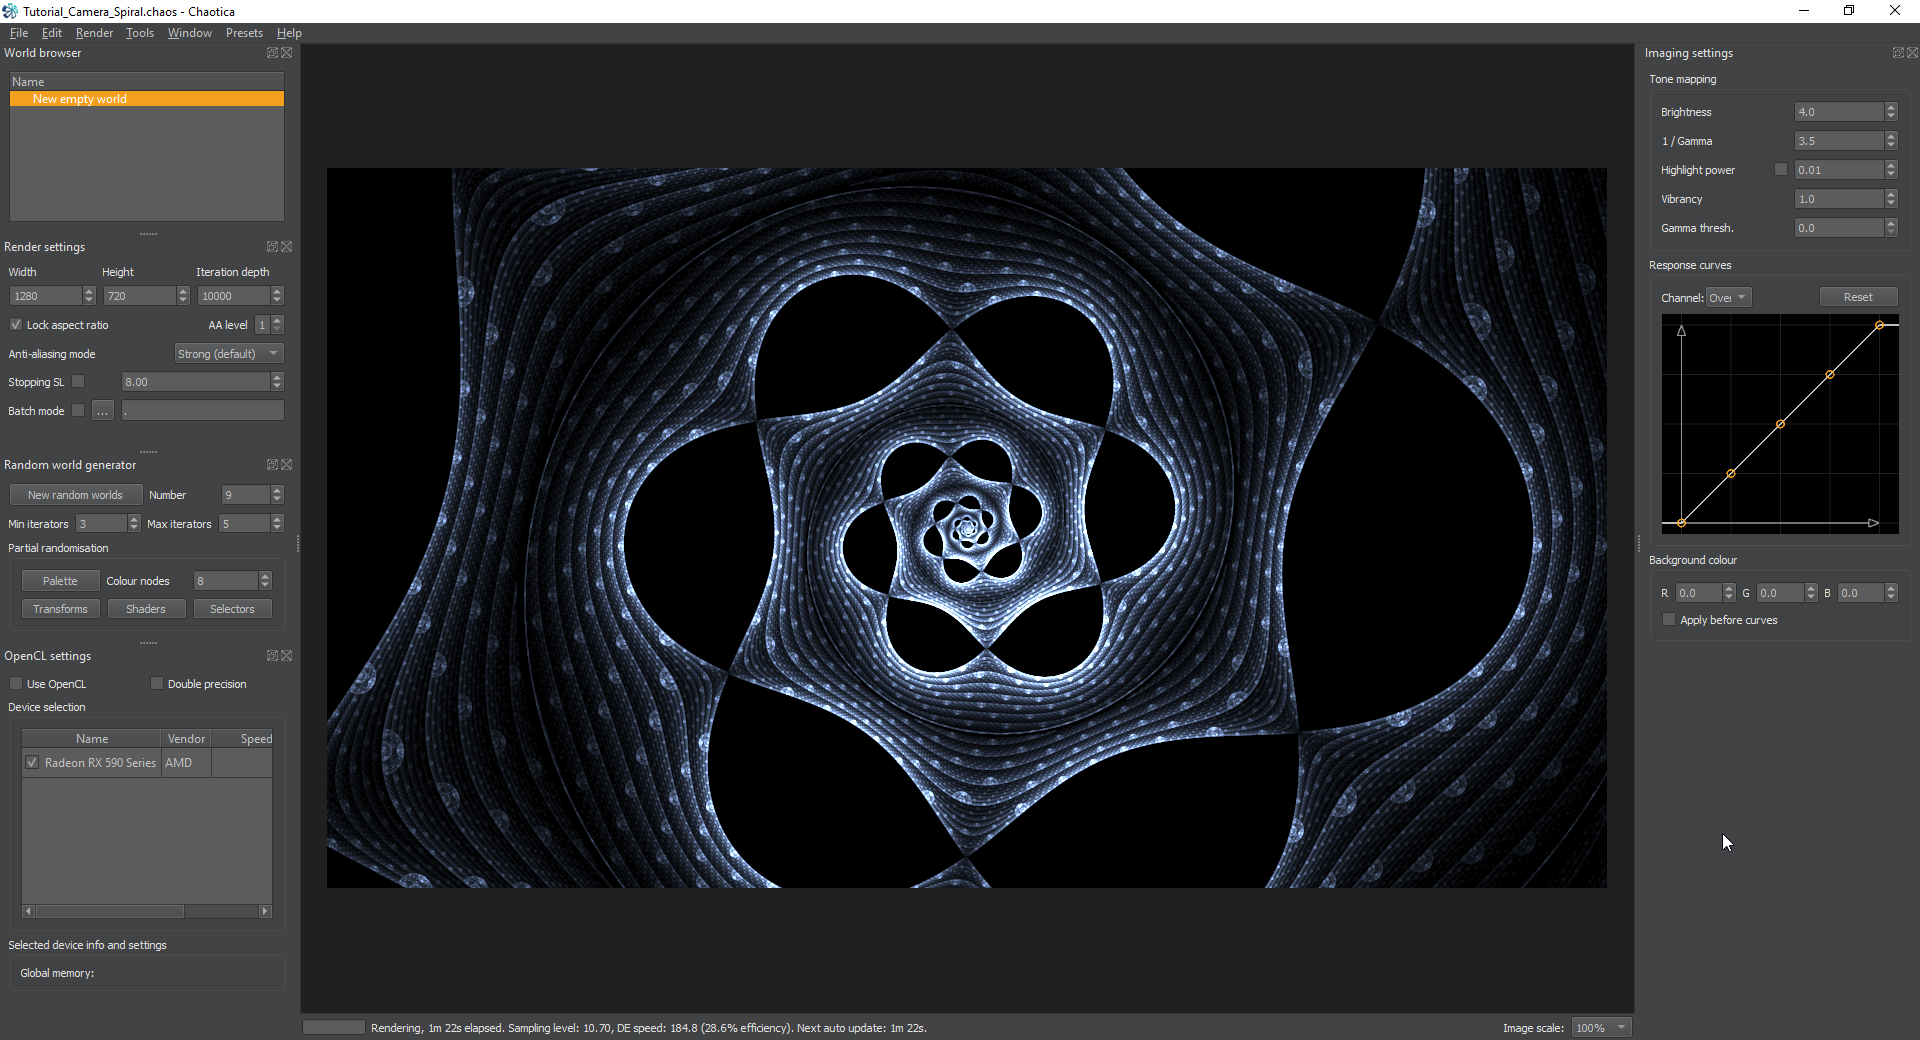 Tutorial_Camera_Spiral.chaos - Chaotica
File Edit Render Tools Window Presets Help
World browser
Name
New empty world
Render settings
Width Height Iteration depth
1280 720 10000
Lock aspect ratio AA level 1
Anti-aliasing mode Strong (default)
Stopping SL 8.00
Batch mode ... .
Random world generator
New random worlds Number 9
Min iterators 3 Max iterators 5
Partial randomisation
Palette Colour nodes 8
Transforms Shaders Selectors
OpenCL settings
Use OpenCL Double precision
Device selection
Name Vendor Speed
Radeon RX 590 Series AMD
Selected device info and settings
Global memory:
Rendering, 1m 22s elapsed. Sampling level: 10.70, DE speed: 184.8 (28.6% efficiency). Next auto update: 1m 22s.
Image scale: 100%
Imaging settings
Tone mapping
Brightness 4.0
1 / Gamma 3.5
Highlight power 0.01
Vibrancy 1.0
Gamma thresh. 0.0
Response curves
Channel: Over Reset
Background colour
R 0.0 G 0.0 B 0.0
Apply before curves